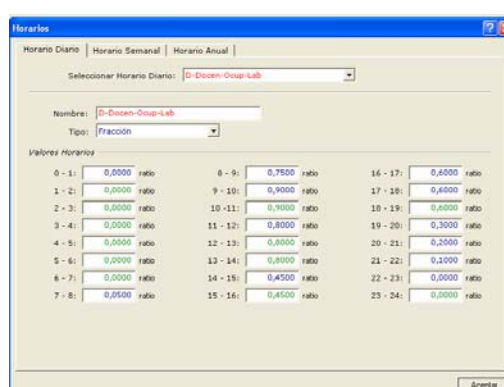 Horarios
Horario Diario Horario Semanal Horario Anual
Seleccionar Horario Diario: D-Docen-Ocup-Lab
Nombre: D-Docen-Ocup-Lab
Tipo: Fracción
Valores Horarios
0 - 1: 0,0000 ratio 8 - 9: 0,7500 ratio 16 - 17: 0,6000 ratio
1 - 2: 0,0000 ratio 9 - 10: 0,9000 ratio 17 - 18: 0,6000 ratio
2 - 3: 0,0000 ratio 10 -11: 0,9000 ratio 18 - 19: 0,6000 ratio
3 - 4: 0,0000 ratio 11 - 12: 0,8000 ratio 19 - 20: 0,3000 ratio
4 - 5: 0,0000 ratio 12 - 13: 0,8000 ratio 20 - 21: 0,2000 ratio
5 - 6: 0,0000 ratio 13 - 14: 0,8000 ratio 21 - 22: 0,1000 ratio
6 - 7: 0,0000 ratio 14 - 15: 0,4500 ratio 22 - 23: 0,0000 ratio
7 - 8: 0,0500 ratio 15 - 16: 0,4500 ratio 23 - 24: 0,0000 ratio
Aceptar